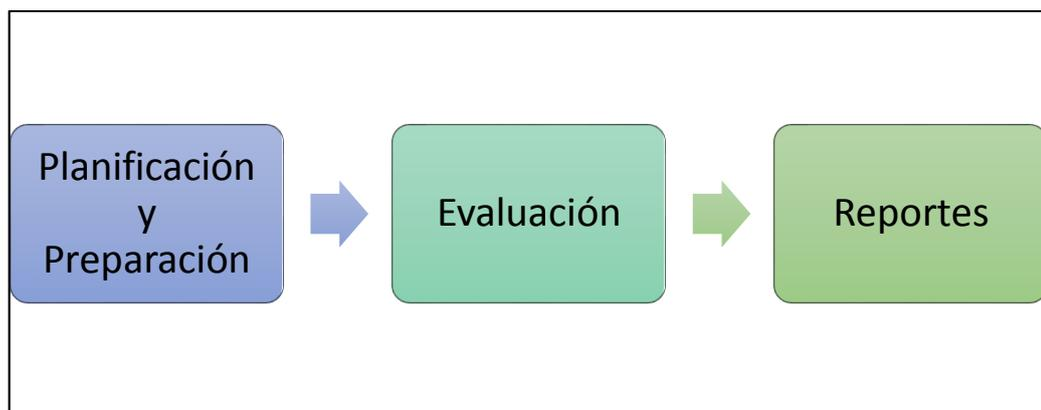 Planificación
y
Preparación
Evaluación
Reportes